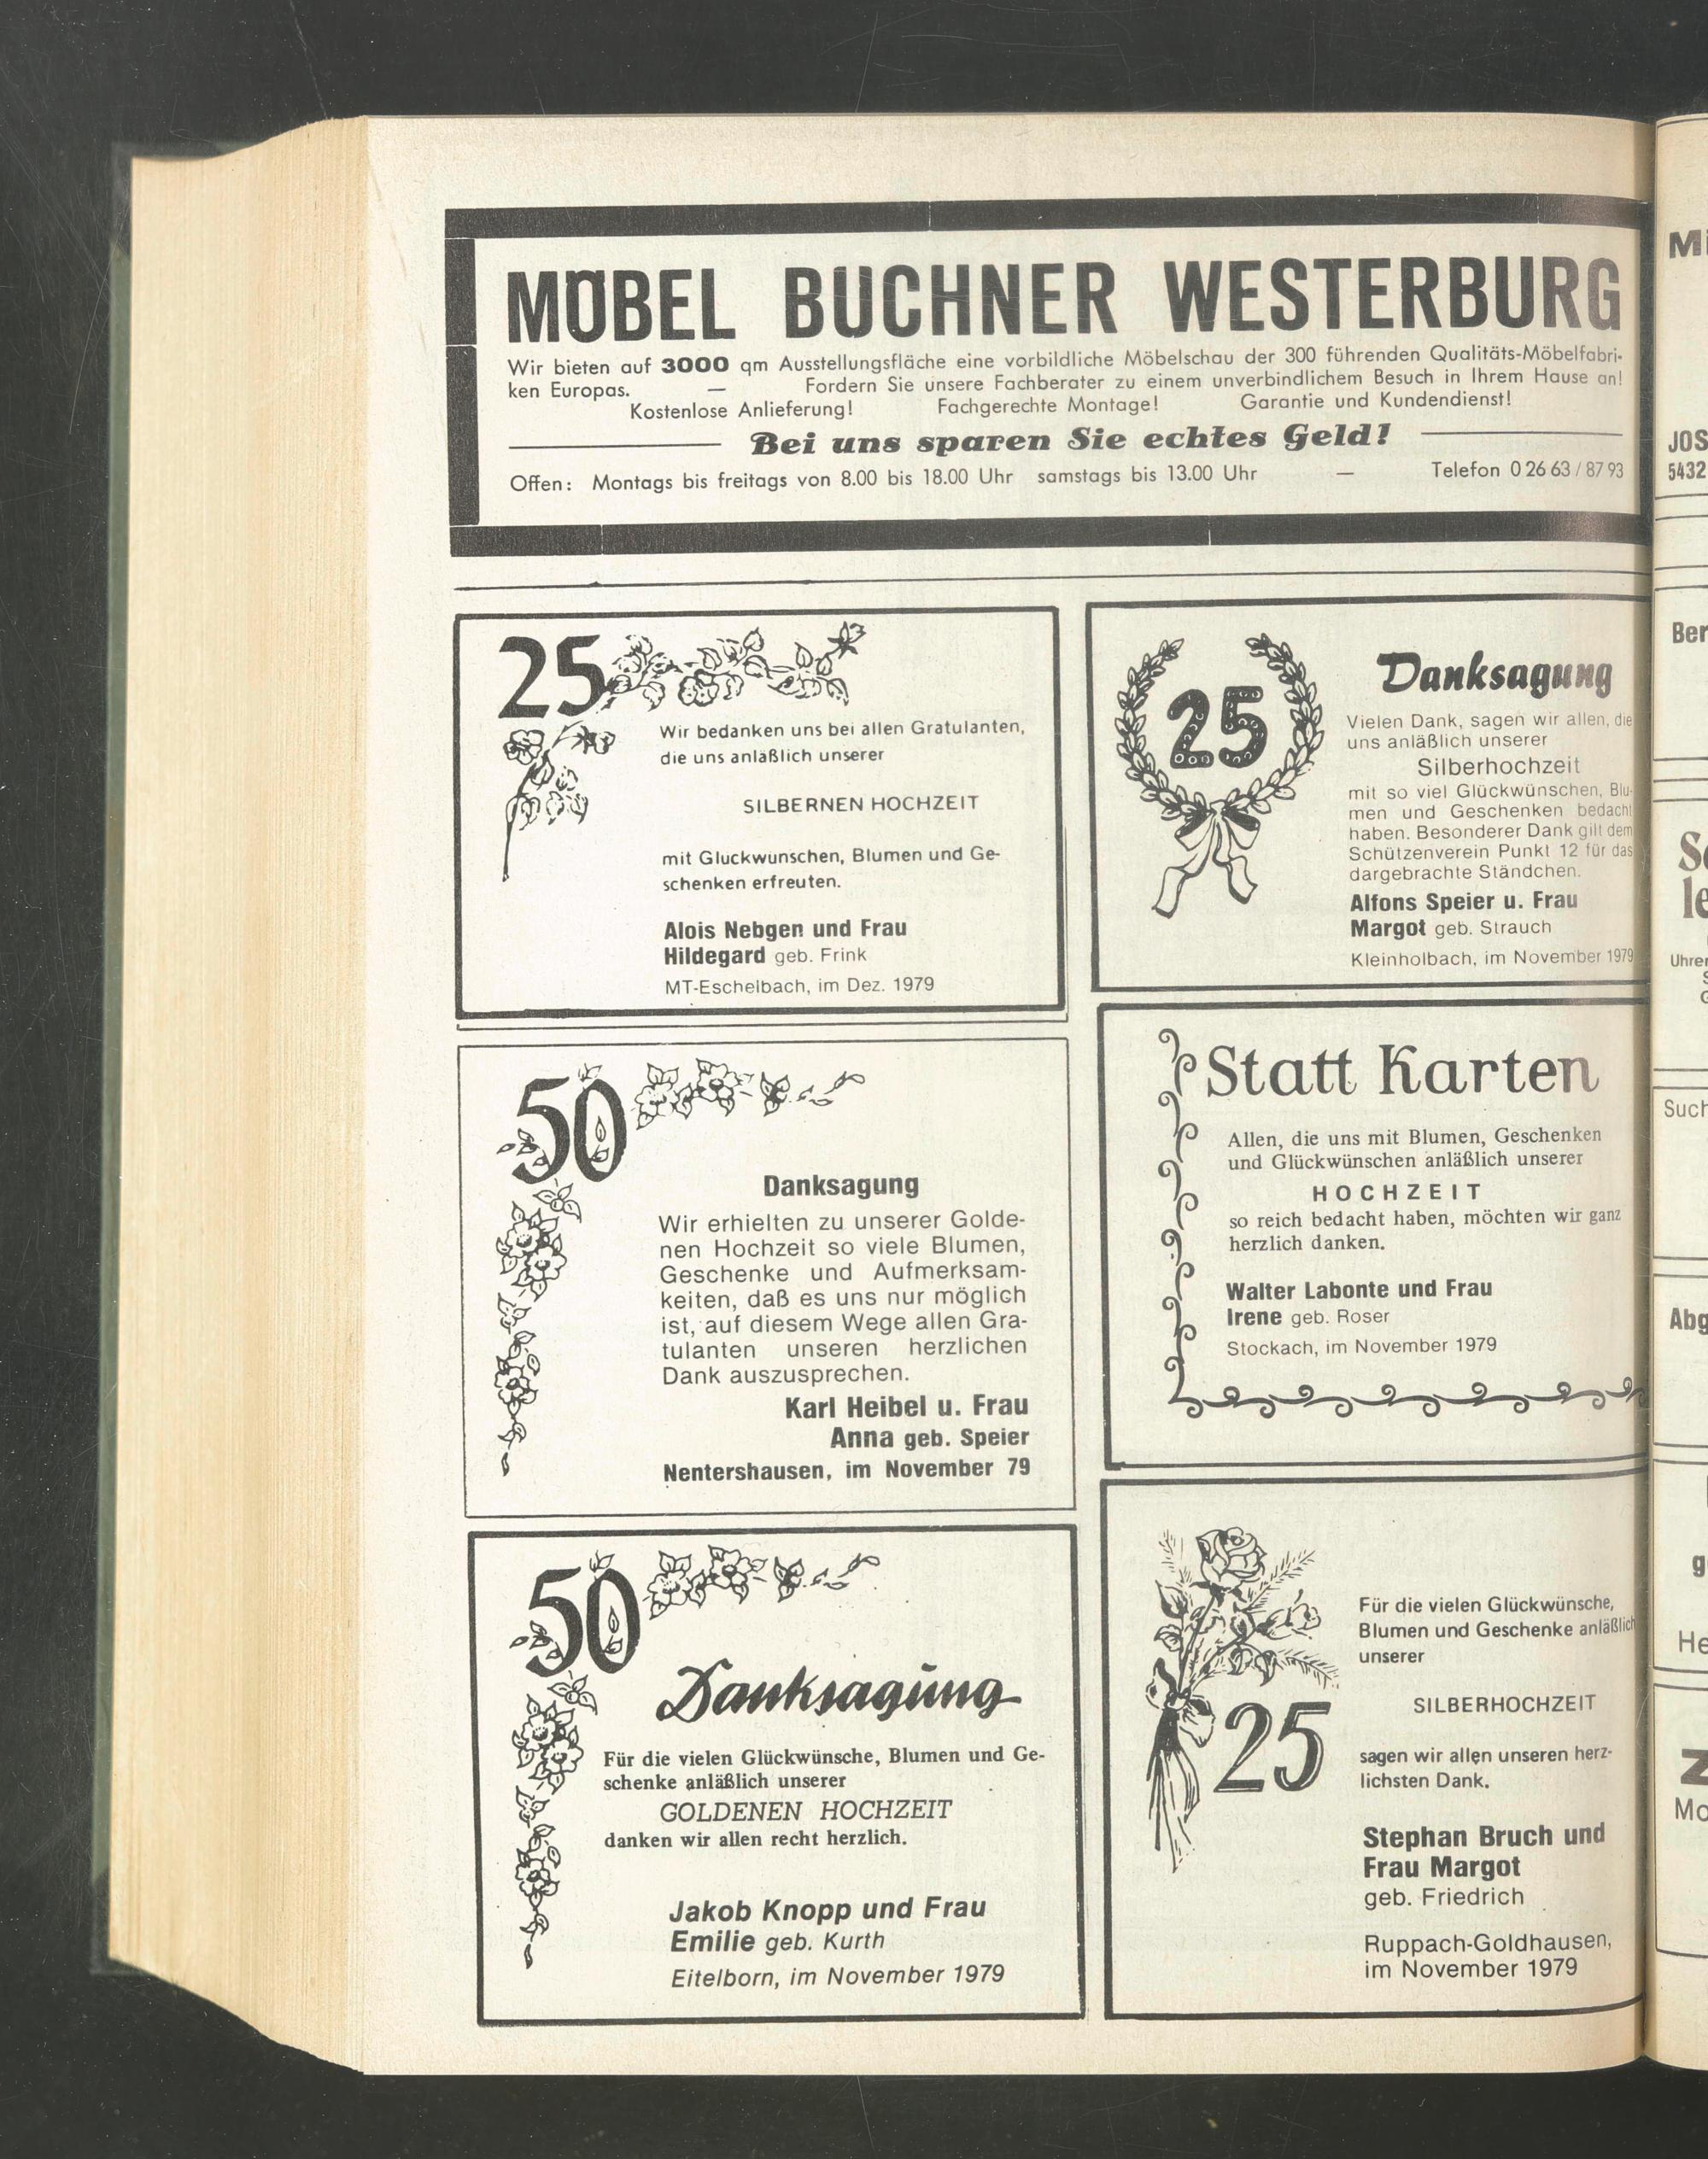 MÖBEL BUCHNER WESTERBURG
Wir bieten auf 3000 qm Ausstellungsfläche eine vorbildliche Möbelschau der 300 führenden Qualitäts-Möbelfabri-
ken Europas. — Fordern Sie unsere Fachberater zu einem unverbindlichem Besuch in Ihrem Hause an!
Kostenlose Anlieferung! Fachgerechte Montage! Garantie und Kundendienst!
Bei uns sparen Sie echtes Geld!
Offen: Montags bis freitags von 8.00 bis 18.00 Uhr samstags bis 13.00 Uhr — Telefon 0 26 63 / 87 93
25
Wir bedanken uns bei allen Gratulanten,
die uns anläßlich unserer
SILBERNEN HOCHZEIT
mit Gluckwunschen, Blumen und Ge-
schenken erfreuten.
Alois Nebgen und Frau
Hildegard geb. Frink
MT-Eschelbach, im Dez. 1979
50
Danksagung
Wir erhielten zu unserer Golde-
nen Hochzeit so viele Blumen,
Geschenke und Aufmerksam-
keiten, daß es uns nur möglich
ist, auf diesem Wege allen Gra-
tulanten unseren herzlichen
Dank auszusprechen.
Karl Heibel u. Frau
Anna geb. Speier
Nentershausen, im November 79
50
Danksagung
Für die vielen Glückwünsche, Blumen und Ge-
schenke anläßlich unserer
GOLDENEN HOCHZEIT
danken wir allen recht herzlich.
Jakob Knopp und Frau
Emilie geb. Kurth
Eitelborn, im November 1979
25
Danksagung
Vielen Dank, sagen wir allen, die
uns anläßlich unserer
Silberhochzeit
mit so viel Glückwünschen, Blu-
men und Geschenken bedacht
haben. Besonderer Dank gilt dem
Schützenverein Punkt 12 für das
dargebrachte Ständchen.
Alfons Speier u. Frau
Margot geb. Strauch
Kleinholbach, im November 1979
Statt Karten
Allen, die uns mit Blumen, Geschenken
und Glückwünschen anläßlich unserer
HOCHZEIT
so reich bedacht haben, möchten wir ganz
herzlich danken.
Walter Labonte und Frau
Irene geb. Roser
Stockach, im November 1979
Für die vielen Glückwünsche,
Blumen und Geschenke anläßlich
unserer
25
SILBERHOCHZEIT
sagen wir allen unseren herz-
lichsten Dank.
Stephan Bruch und
Frau Margot
geb. Friedrich
Ruppach-Goldhausen,
im November 1979
JOS
5432
Ber
Uhren
Such
Abg
He
Mo